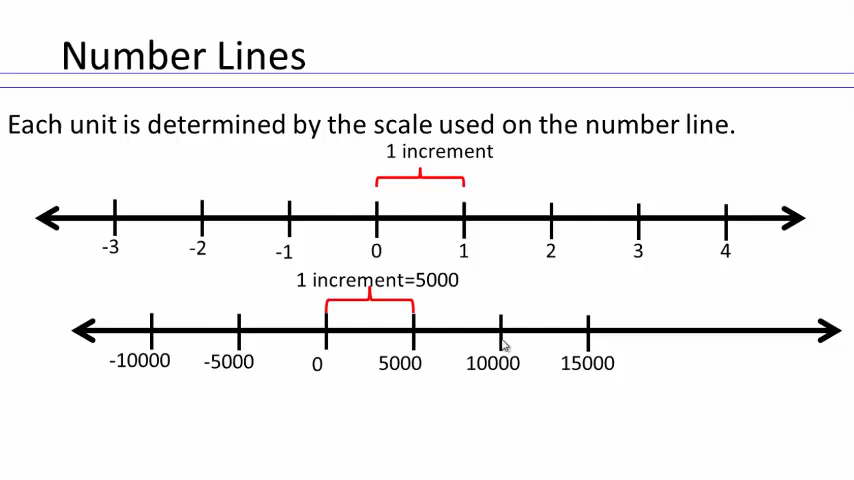 Number Lines
Each unit is determined by the scale used on the number line.
1 increment
-3 -2 -1 0 1 2 3 4
1 increment=5000
-10000 -5000 0 5000 10000 15000